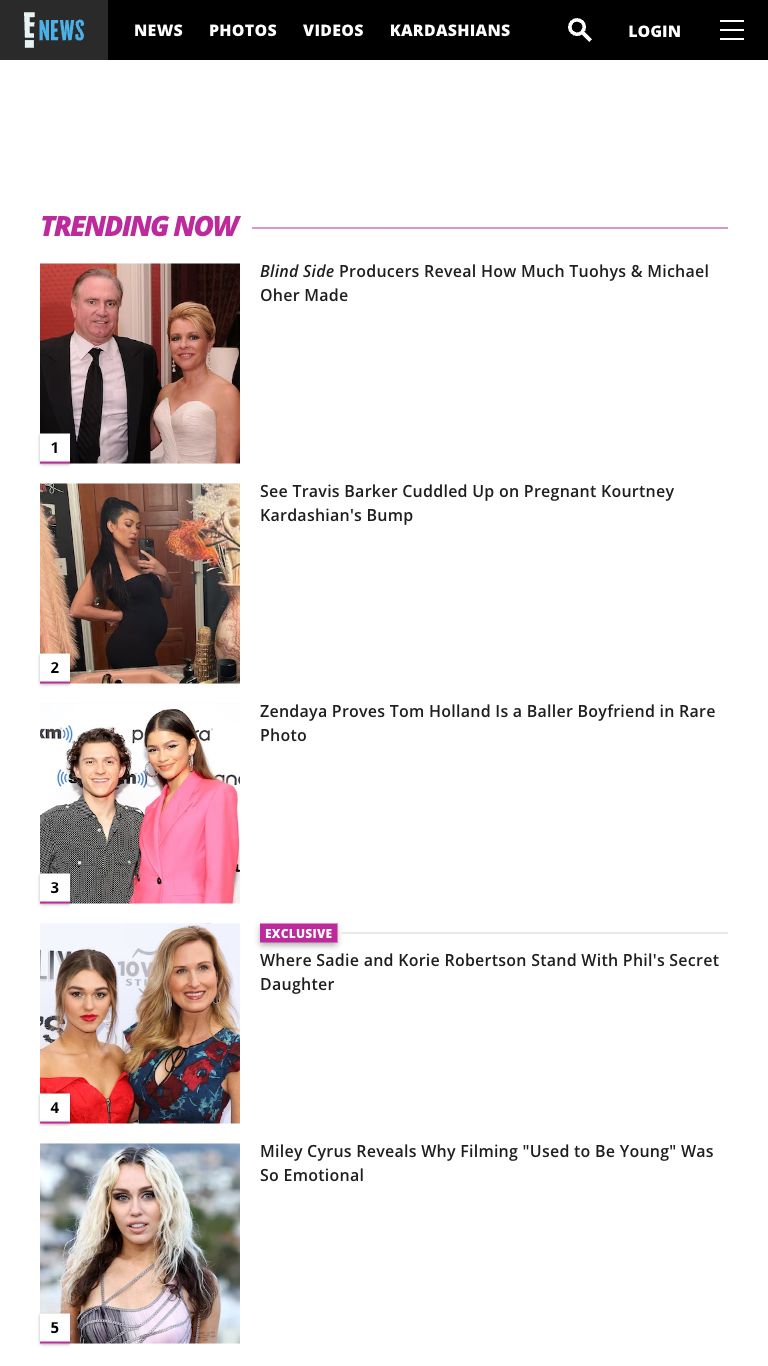 E! NEWS
NEWS PHOTOS VIDEOS KARDASHIANS LOGIN
TRENDING NOW
Blind Side Producers Reveal How Much Tuohys & Michael
Oher Made
1
See Travis Barker Cuddled Up on Pregnant Kourtney
Kardashian's Bump
2
Zendaya Proves Tom Holland Is a Baller Boyfriend in Rare
Photo
3
EXCLUSIVE
Where Sadie and Korie Robertson Stand With Phil's Secret
Daughter
4
Miley Cyrus Reveals Why Filming "Used to Be Young" Was
So Emotional
5